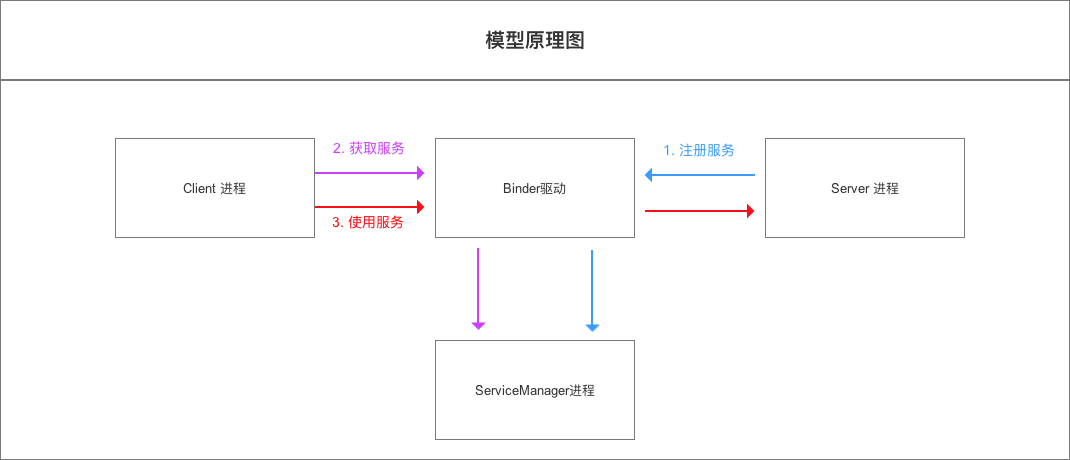 模型原理图
2. 获取服务
1. 注册服务
Client 进程
Binder驱动
Server 进程
3. 使用服务
ServiceManager进程